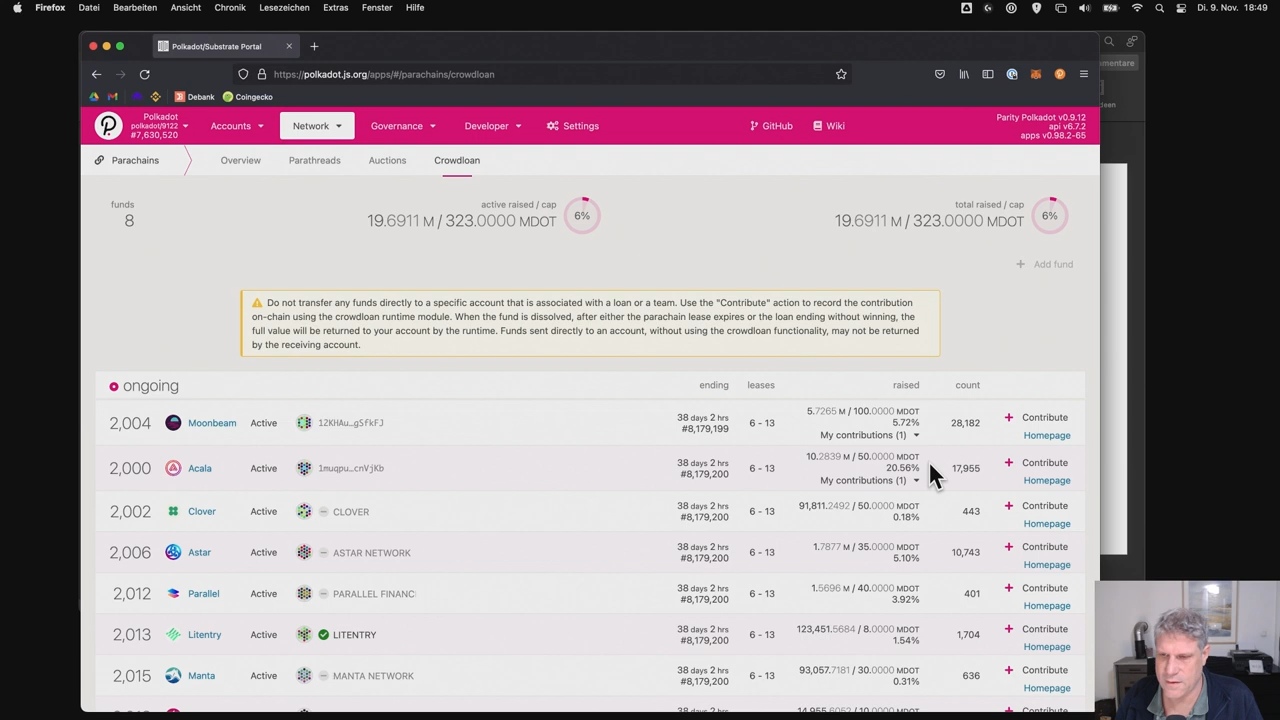 Firefox Datei Bearbeiten Ansicht Chronik Lesezeichen Extras Fenster Hilfe Di. 9. Nov. 18:49
Polkadot/Substrate Portal
https://polkadot.js.org/apps/#/parachains/crowdloan
Debank Coingecko
Polkadot
polkadot/9122
#7,630,520
Accounts Network Governance Developer Settings GitHub Wiki
Parity Polkadot v0.9.12
api v6.7.2
apps v0.98.2-65
Parachains Overview Parathreads Auctions Crowdloan
funds
8
active raised / cap
19.6911 M / 323.0000 MDOT
6%
total raised / cap
19.6911 M / 323.0000 MDOT
6%
+ Add fund
Do not transfer any funds directly to a specific account that is associated with a loan or a team. Use the "Contribute" action to record the contribution
on-chain using the crowdloan runtime module. When the fund is dissolved, after either the parachain lease expires or the loan ending without winning, the
full value will be returned to your account by the runtime. Funds sent directly to an account, without using the crowdloan functionality, may not be returned
by the receiving account.
ongoing ending leases raised count
2,004 Moonbeam Active 12KHAu…gSfkFJ 38 days 2 hrs
#8,179,199
6 - 13
5.7265 M / 100.0000 MDOT
5.72%
My contributions (1)
28,182
+ Contribute
Homepage
2,000 Acala Active 1muqpu…cnVjKb 38 days 2 hrs
#8,179,200
6 - 13
10.2839 M / 50.0000 MDOT
20.56%
My contributions (1)
17,955
+ Contribute
Homepage
2,002 Clover Active CLOVER 38 days 2 hrs
#8,179,200
6 - 13
91,811.2492 / 50.0000 MDOT
0.18%
443
+ Contribute
Homepage
2,006 Astar Active ASTAR NETWORK 38 days 2 hrs
#8,179,200
6 - 13
1.7877 M / 35.0000 MDOT
5.10%
10,743
+ Contribute
Homepage
2,012 Parallel Active PARALLEL FINANC 38 days 2 hrs
#8,179,200
6 - 13
1.5696 M / 40.0000 MDOT
3.92%
401
+ Contribute
Homepage
2,013 Litentry Active LITENTRY 38 days 2 hrs
#8,179,200
6 - 13
123,451.5684 / 8.0000 MDOT
1.54%
1,704
+ Contribute
Homepage
2,015 Manta Active MANTA NETWORK 38 days 2 hrs
#8,179,200
6 - 13
93,057.7181 / 30.0000 MDOT
0.31%
636
+ Contribute
Homepage